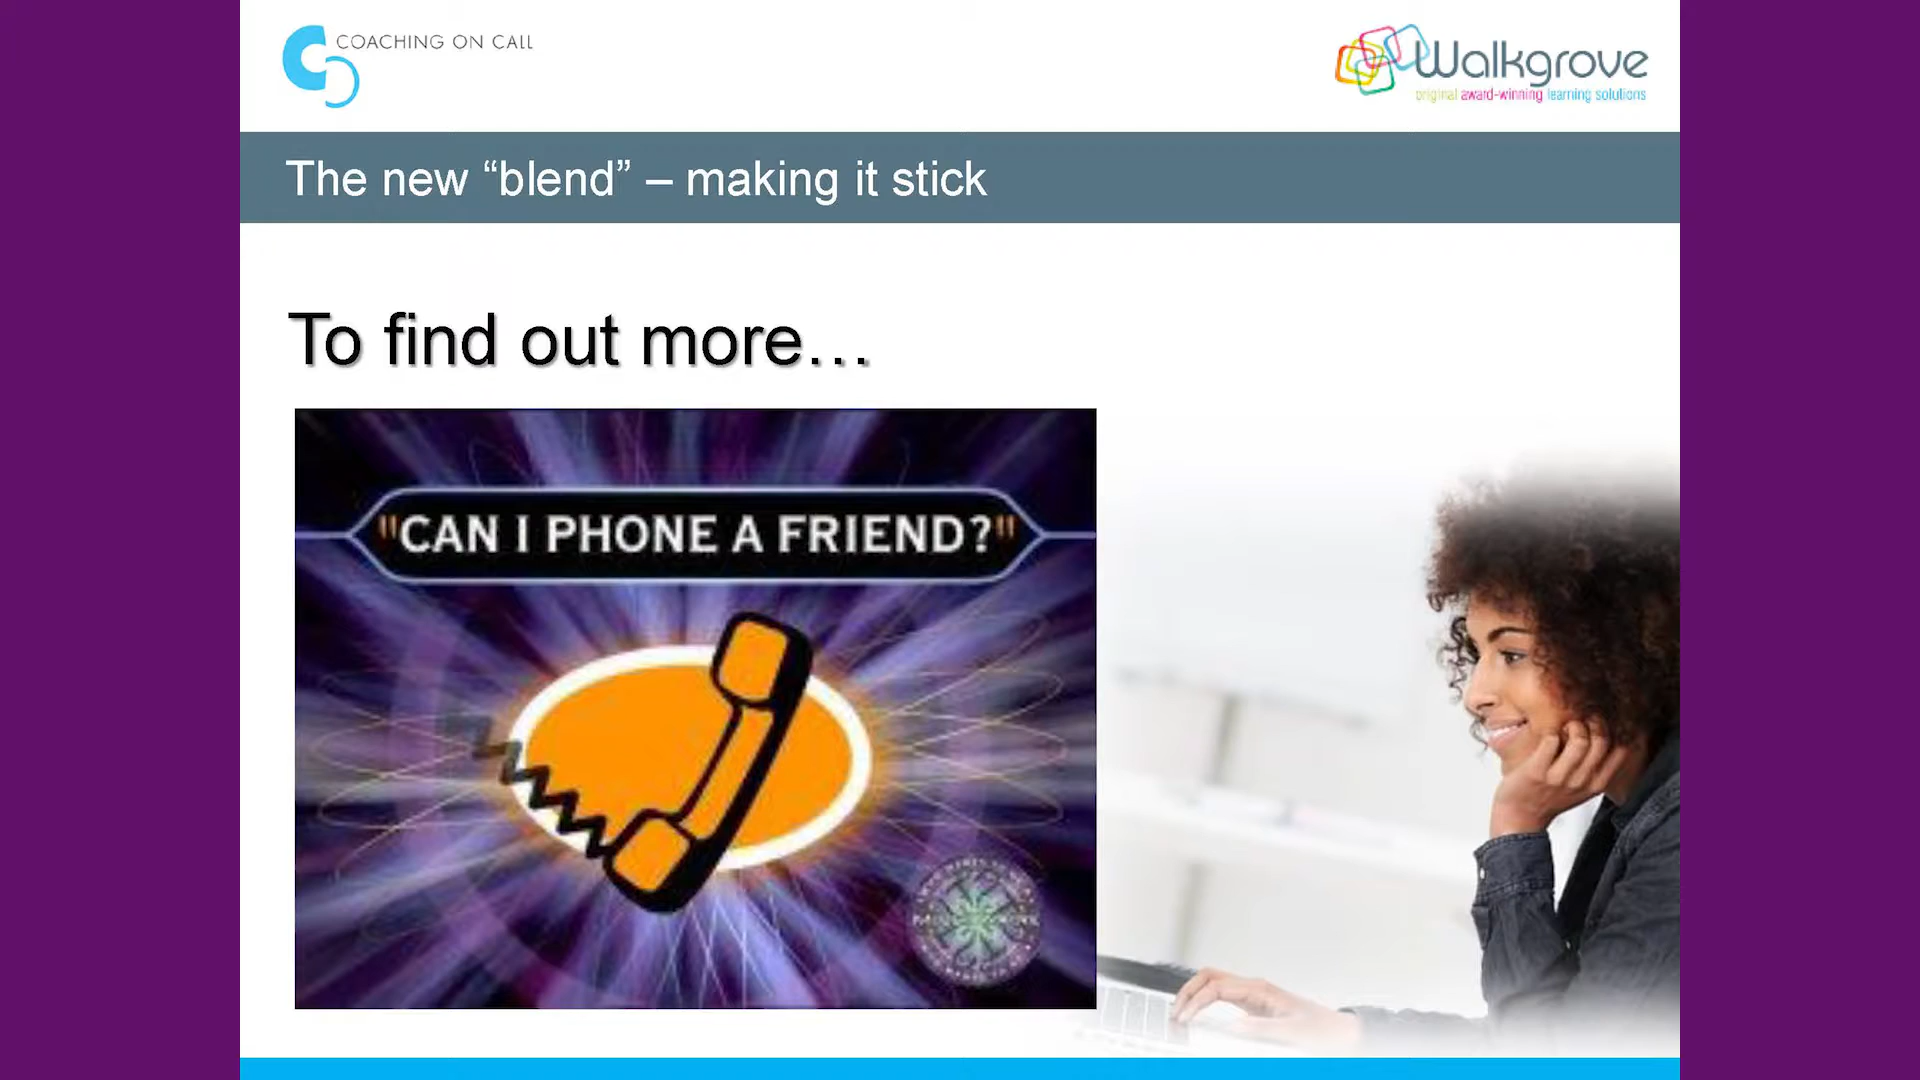 COACHING ON CALL
Walkgrove
original award-winning learning solutions
The new “blend” – making it stick
To find out more…
"CAN I PHONE A FRIEND?"